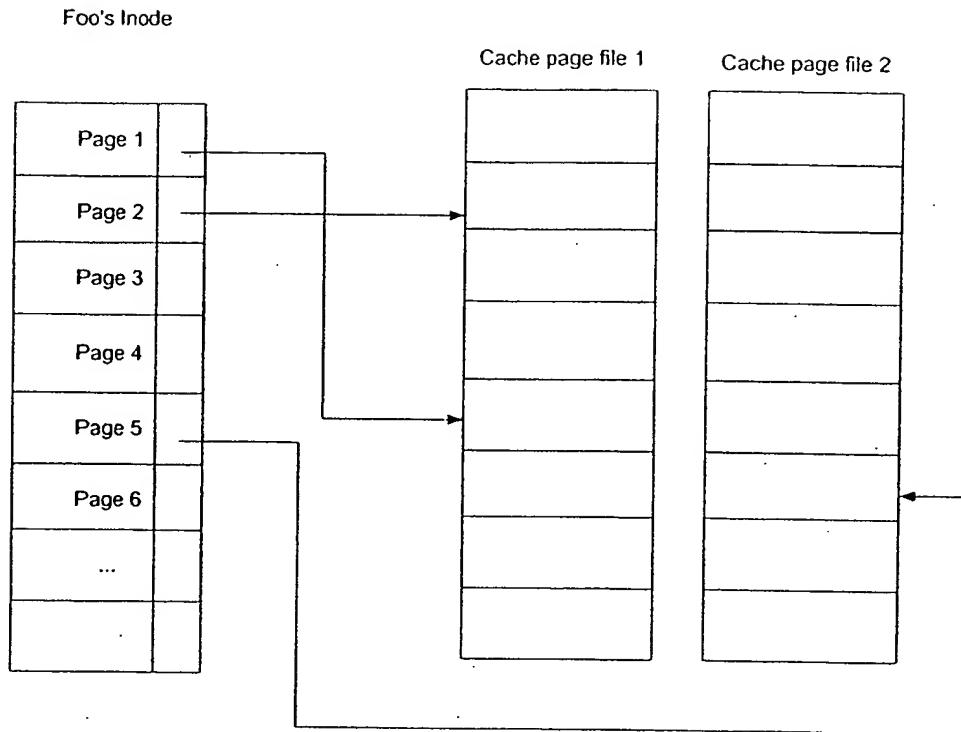 Foo's Inode
Cache page file 1
Cache page file 2
Page 1
Page 2
Page 3
Page 4
Page 5
Page 6
...